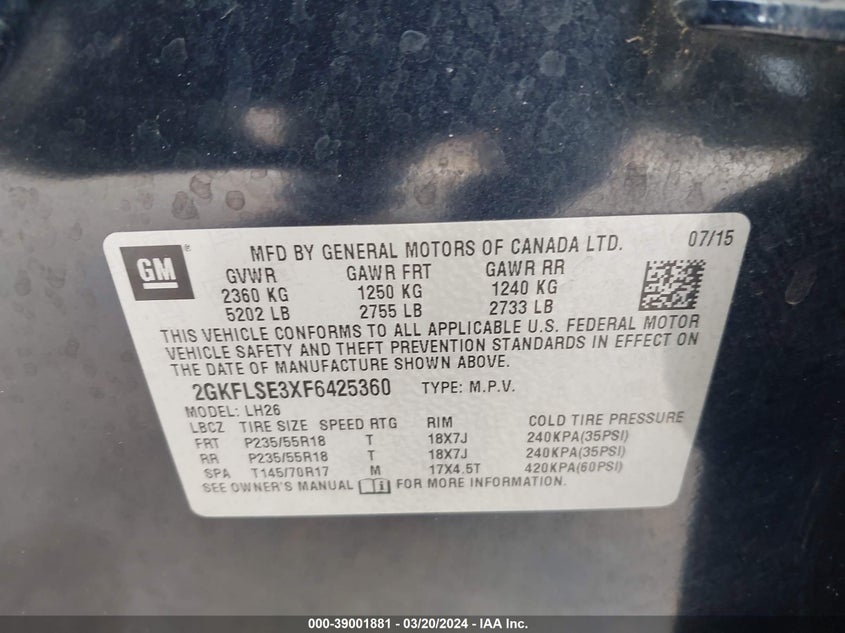 GM ®
MFD BY GENERAL MOTORS OF CANADA LTD. 07/15
GVWR GAWR FRT GAWR RR
2360 KG 1250 KG 1240 KG
5202 LB 2755 LB 2733 LB
THIS VEHICLE CONFORMS TO ALL APPLICABLE U.S. FEDERAL MOTOR
VEHICLE SAFETY AND THEFT PREVENTION STANDARDS IN EFFECT ON
THE DATE OF MANUFACTURE SHOWN ABOVE.
2GKFLSE3XF6425360 TYPE: M.P.V.
MODEL: LH26
LBCZ TIRE SIZE SPEED RTG RIM COLD TIRE PRESSURE
FRT P235/55R18 T 18X7J 240KPA(35PSI)
RR P235/55R18 T 18X7J 240KPA(35PSI)
SPA T145/70R17 M 17X4.5T 420KPA(60PSI)
SEE OWNER'S MANUAL FOR MORE INFORMATION.
000-39001881 - 03/20/2024 - IAA Inc.